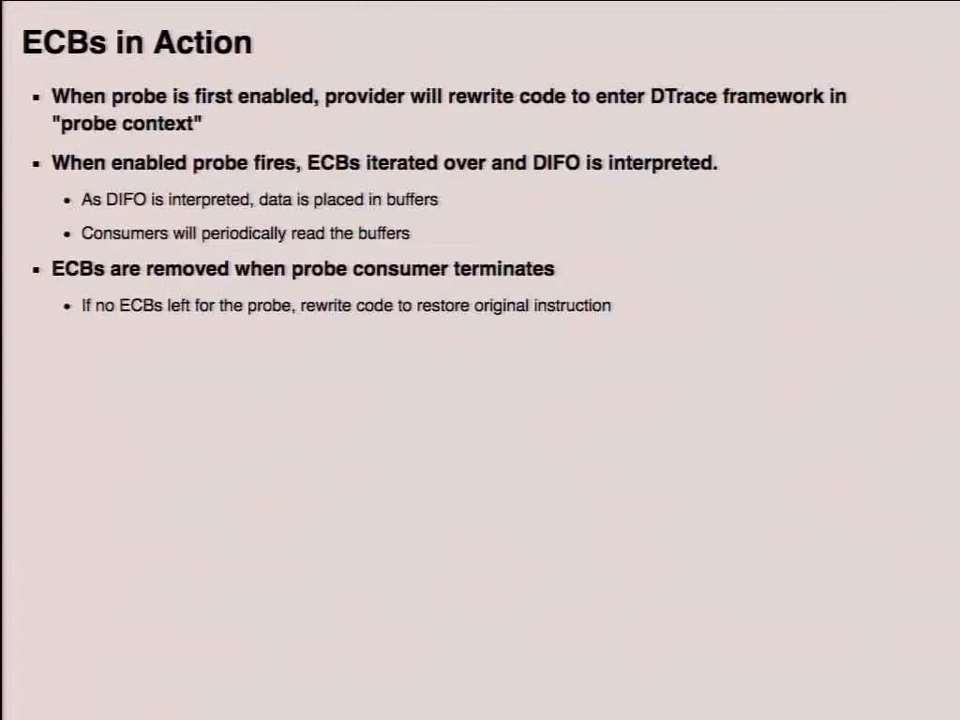 ECBs in Action
▪ When probe is first enabled, provider will rewrite code to enter DTrace framework in
"probe context"
▪ When enabled probe fires, ECBs iterated over and DIFO is interpreted.
• As DIFO is interpreted, data is placed in buffers
• Consumers will periodically read the buffers
▪ ECBs are removed when probe consumer terminates
• If no ECBs left for the probe, rewrite code to restore original instruction